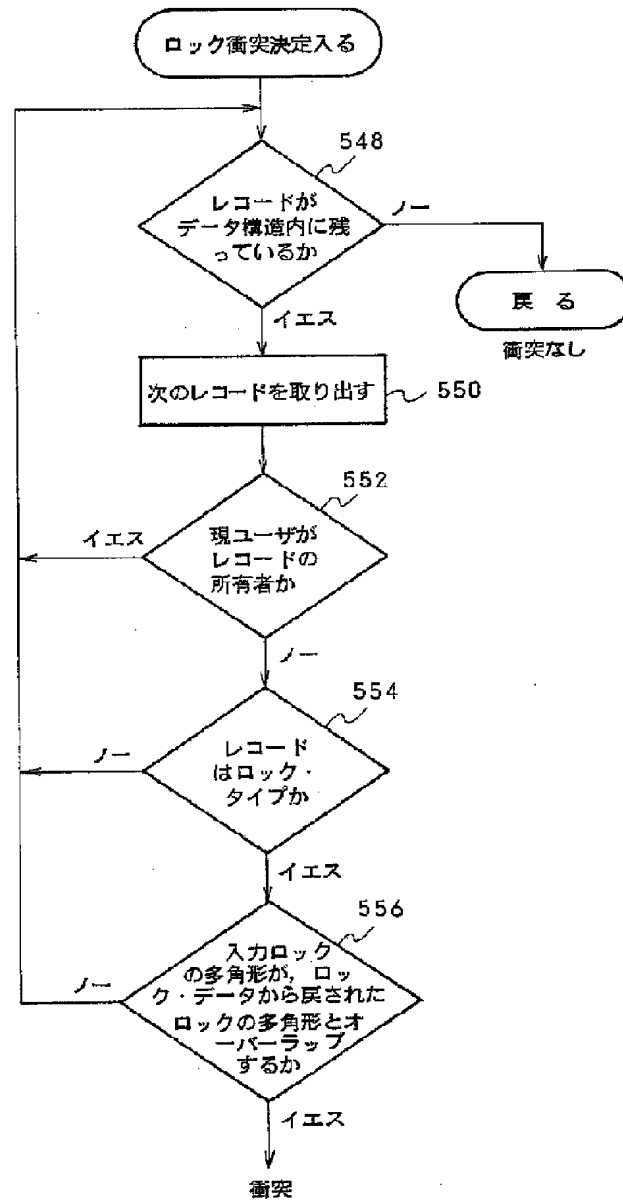 ロック衝突決定入る
548
レコードが
データ構造内に残
っているか
ノー
戻る
衝突なし
イエス
次のレコードを取り出す
550
552
イエス
現ユーザが
レコードの
所有者か
ノー
554
ノー
レコード
はロック・
タイプか
イエス
556
ノー
入力ロック
の多角形が,ロッ
ク・データから戻された
ロックの多角形とオ
ーバーラップ
するか
イエス
衝突